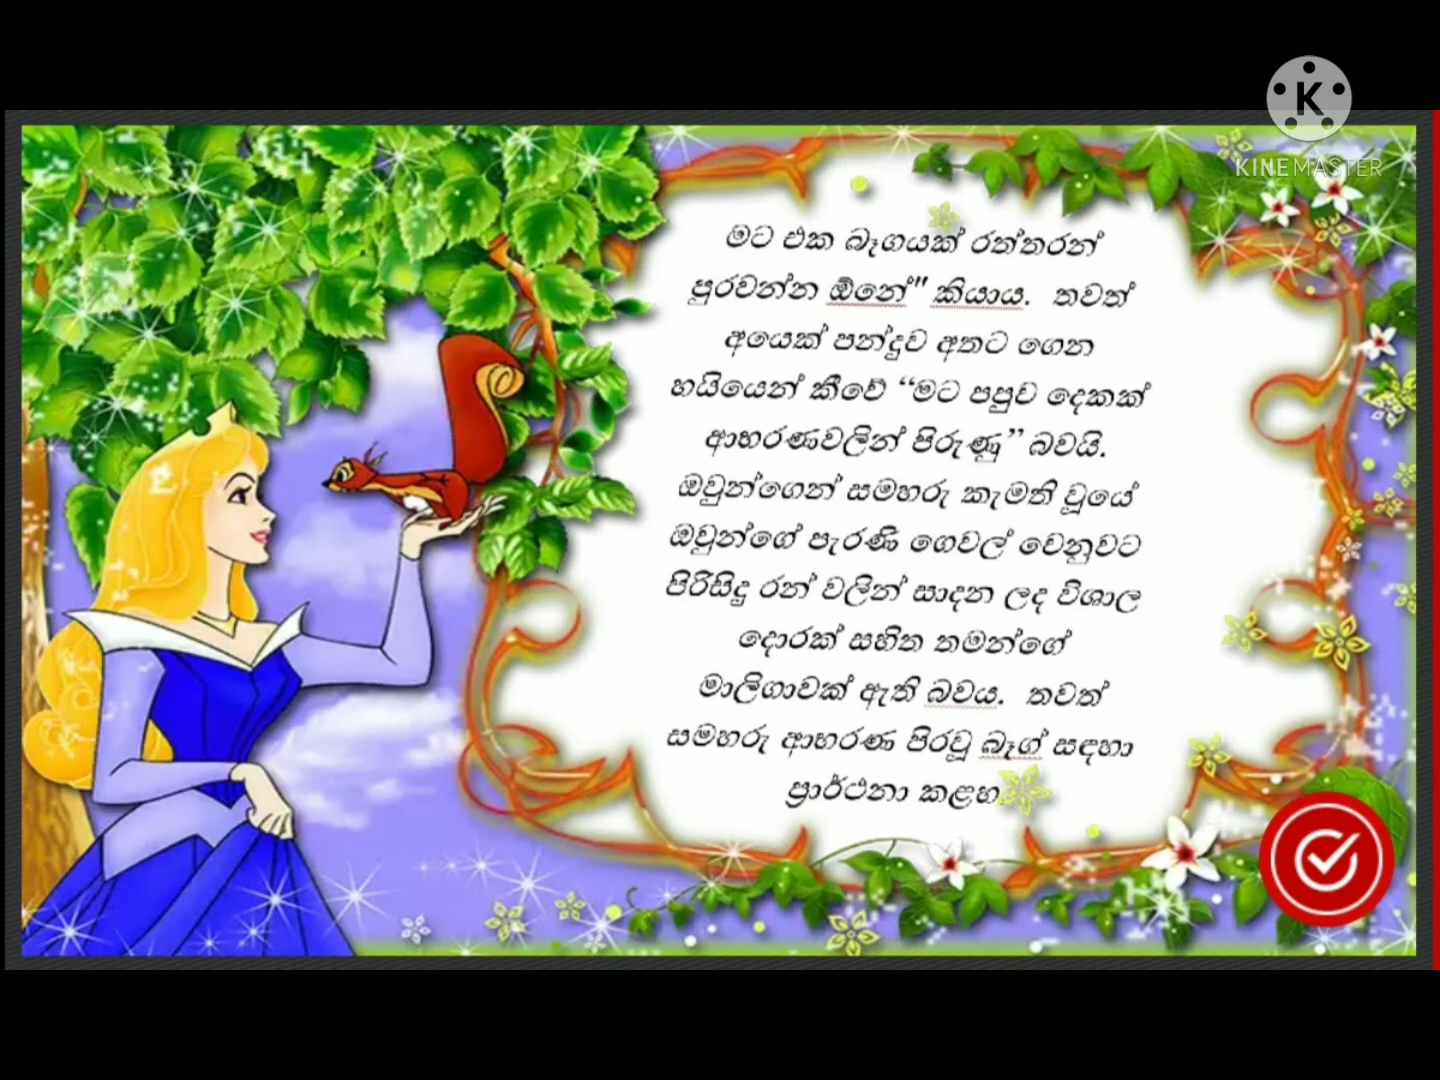 KINEMASTER
මට එක බෑගයක් රත්තරන්
පුරවන්න ඕනේ" කියාය. තවත්
අයෙක් පන්දුව අතට ගෙන
හයියෙන් කීවේ “මට පපුව දෙකක්
ආභරණවලින් පිරුණු” බවයි.
ඔවුන්ගෙන් සමහරු කැමති වූයේ
ඔවුන්ගේ පැරණි ගෙවල් වෙනුවට
පිරිසිදු රන් වලින් සාදන ලද විශාල
දොරක් සහිත තමන්ගේ
මාලිගාවක් ඇති බවය. තවත්
සමහරු ආභරණ පිරවූ බෑග් සඳහා
ප්‍රාර්ථනා කළහ